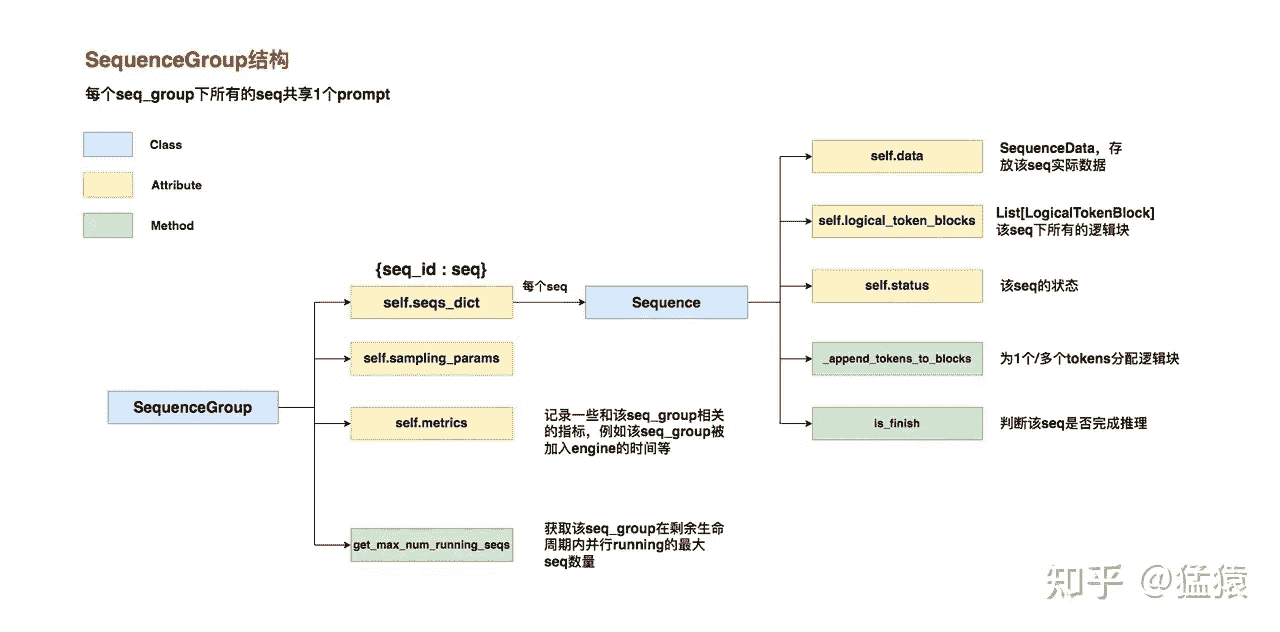 SequenceGroup结构
每个seq_group下所有的seq共享1个prompt
Class
Attribute
Method
SequenceGroup
{seq_id : seq}
self.seqs_dict
self.sampling_params
self.metrics
记录一些和该seq_group相关
的指标，例如该seq_group被
加入engine的时间等
get_max_num_running_seqs
获取该seq_group在剩余生命
周期内并行running的最大
seq数量
每个seq
Sequence
self.data
SequenceData，存
放该seq实际数据
self.logical_token_blocks
List[LogicalTokenBlock]
该seq下所有的逻辑块
self.status
该seq的状态
_append_tokens_to_blocks
为1个/多个tokens分配逻辑块
is_finish
判断该seq是否完成推理
知乎 @猛猿